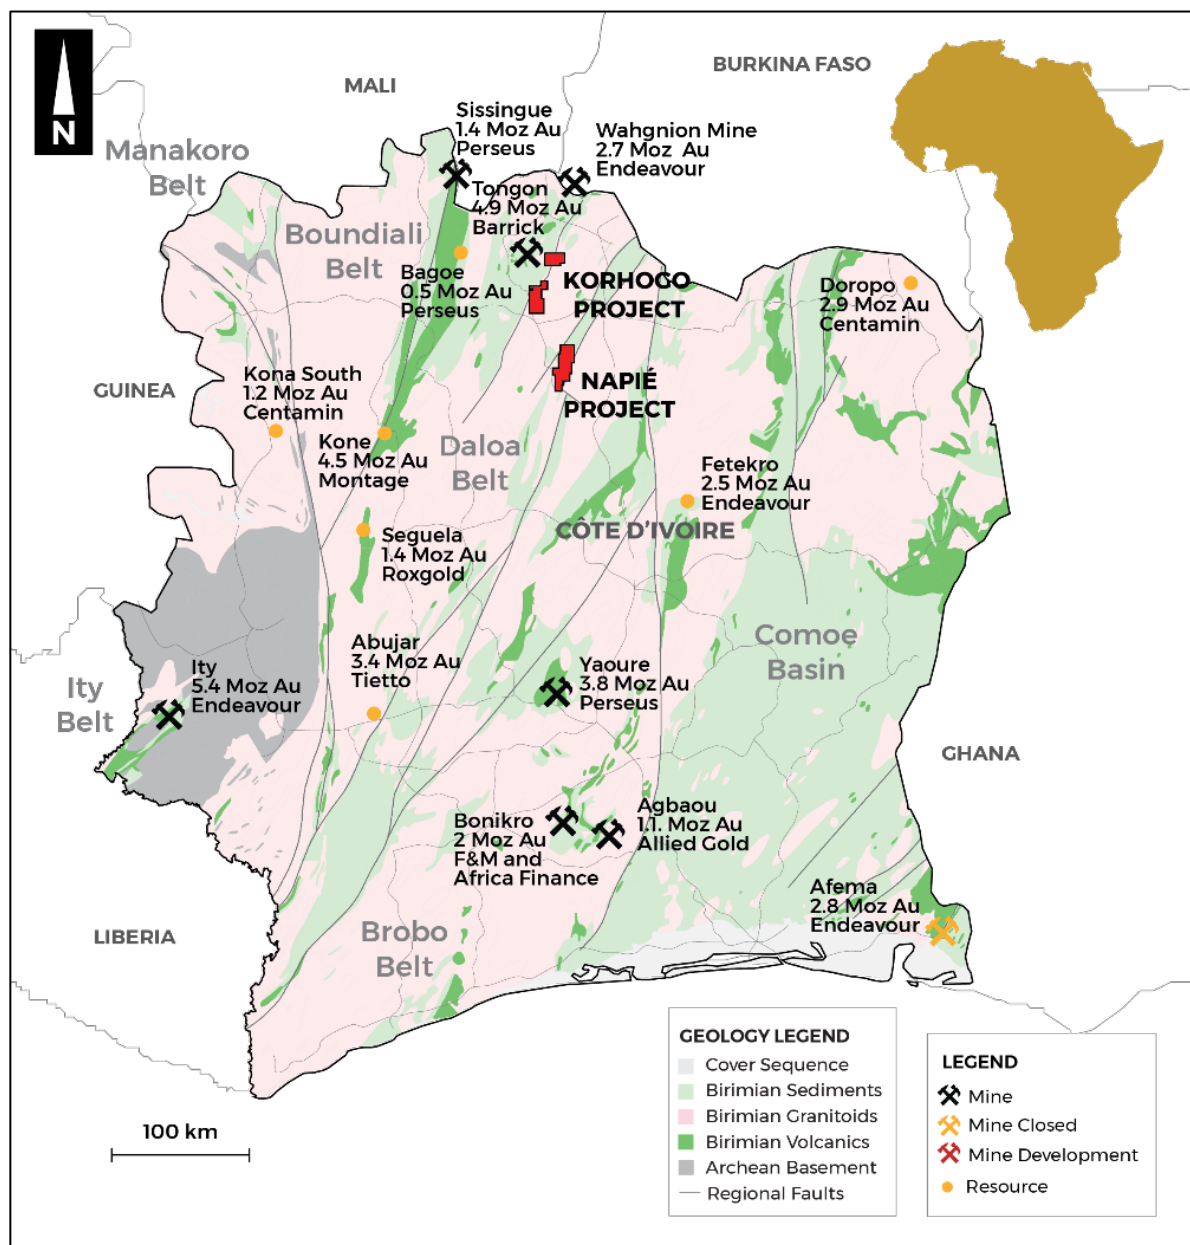 N
MALI
BURKINA FASO
Manakoro
Belt
Sissingue
1.4 Moz Au
Perseus
Wahgnion Mine
2.7 Moz Au
Endeavour
Tongon
4.9 Moz Au
Barrick
Boundiali
Belt
Bagoe
0.5 Moz Au
Perseus
KORHOGO
PROJECT
Doropo
2.9 Moz Au
Centamin
GUINEA
Kona South
1.2 Moz Au
Centamin
NAPIÉ
PROJECT
Kone
4.5 Moz Au
Montage
Daloa
Belt
Fetekro
2.5 Moz Au
Endeavour
CÔTE D'IVOIRE
Seguela
1.4 Moz Au
Roxgold
Comoe
Basin
Abujar
3.4 Moz Au
Tietto
Ity
5.4 Moz Au
Endeavour
Ity
Belt
Yaoure
3.8 Moz Au
Perseus
GHANA
Bonikro
2 Moz Au
F&M and
Africa Finance
Agbaou
1.1. Moz Au
Allied Gold
Afema
2.8 Moz Au
Endeavour
LIBERIA
Brobo
Belt
100 km
GEOLOGY LEGEND
Cover Sequence
Birimian Sediments
Birimian Granitoids
Birimian Volcanics
Archean Basement
Regional Faults
LEGEND
Mine
Mine Closed
Mine Development
Resource